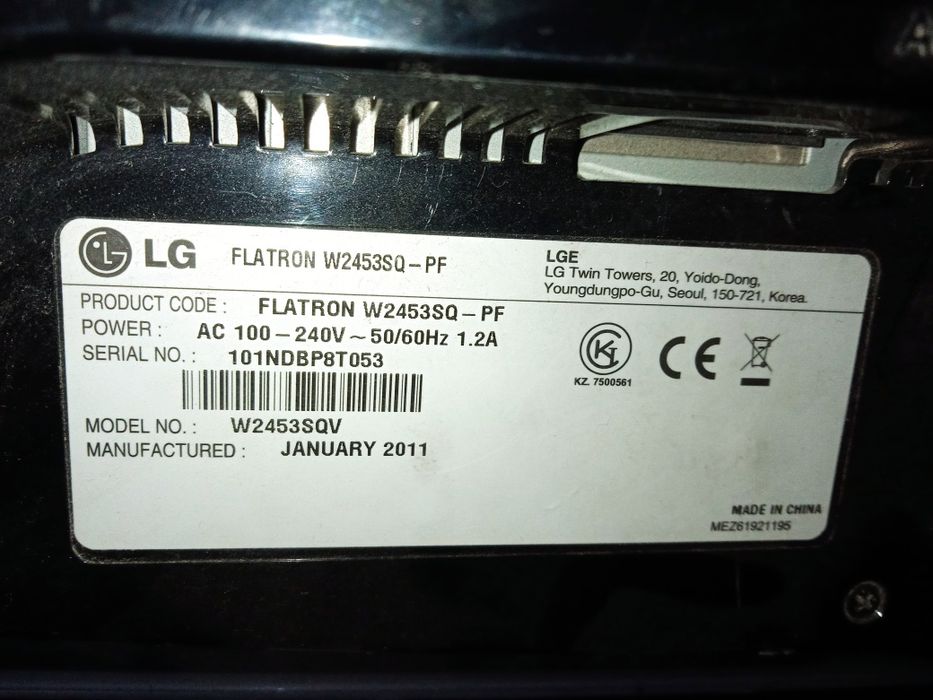 LG FLATRON W2453SQ-PF
LGE
LG Twin Towers, 20, Yoido-Dong,
Youngdungpo-Gu, Seoul, 150-721, Korea.
PRODUCT CODE : FLATRON W2453SQ-PF
POWER : AC 100-240V~50/60Hz 1.2A
SERIAL NO. : 101NDBP8T053
KZ. 7500561
CE
MODEL NO. : W2453SQV
MANUFACTURED : JANUARY 2011
MADE IN CHINA
MEZ61921195